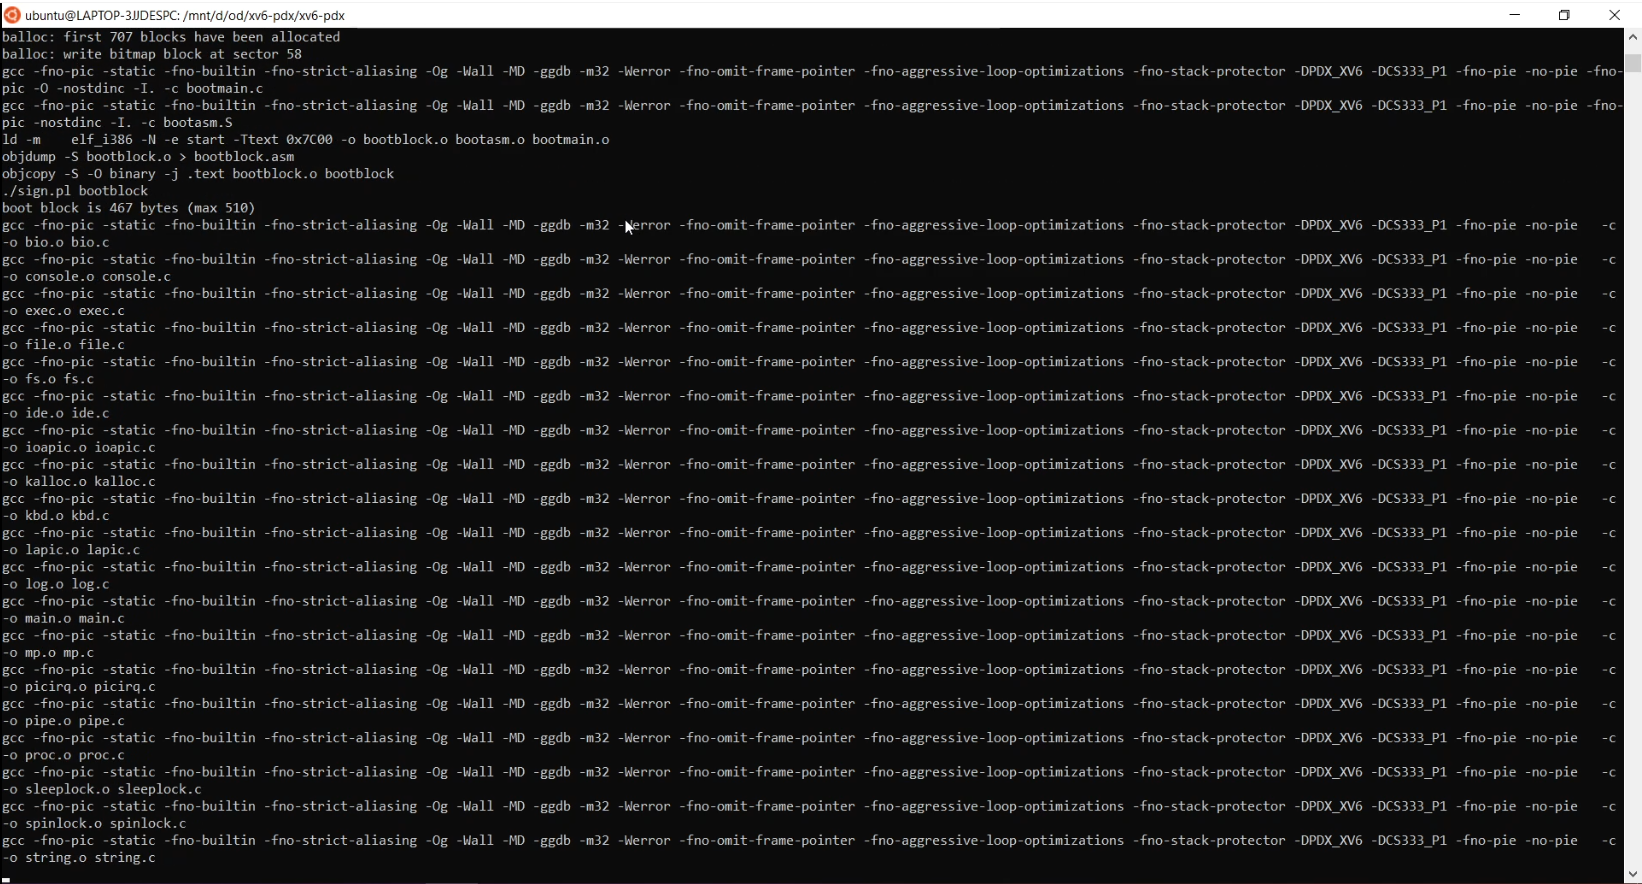 ubuntu@LAPTOP-3JJDESPC: /mnt/d/od/xv6-pdx/xv6-pdx
balloc: first 707 blocks have been allocated
balloc: write bitmap block at sector 58
gcc -fno-pic -static -fno-builtin -fno-strict-aliasing -Og -Wall -MD -ggdb -m32 -Werror -fno-omit-frame-pointer -fno-aggressive-loop-optimizations -fno-stack-protector -DPDX_XV6 -DCS333_P1 -fno-pie -no-pie -fno-
pic -O -nostdinc -I. -c bootmain.c
gcc -fno-pic -static -fno-builtin -fno-strict-aliasing -Og -Wall -MD -ggdb -m32 -Werror -fno-omit-frame-pointer -fno-aggressive-loop-optimizations -fno-stack-protector -DPDX_XV6 -DCS333_P1 -fno-pie -no-pie -fno-
pic -nostdinc -I. -c bootasm.S
ld -m    elf_i386 -N -e start -Ttext 0x7C00 -o bootblock.o bootasm.o bootmain.o
objdump -S bootblock.o > bootblock.asm
objcopy -S -O binary -j .text bootblock.o bootblock
./sign.pl bootblock
boot block is 467 bytes (max 510)
gcc -fno-pic -static -fno-builtin -fno-strict-aliasing -Og -Wall -MD -ggdb -m32 -Werror -fno-omit-frame-pointer -fno-aggressive-loop-optimizations -fno-stack-protector -DPDX_XV6 -DCS333_P1 -fno-pie -no-pie   -c
-o bio.o bio.c
gcc -fno-pic -static -fno-builtin -fno-strict-aliasing -Og -Wall -MD -ggdb -m32 -Werror -fno-omit-frame-pointer -fno-aggressive-loop-optimizations -fno-stack-protector -DPDX_XV6 -DCS333_P1 -fno-pie -no-pie   -c
-o console.o console.c
gcc -fno-pic -static -fno-builtin -fno-strict-aliasing -Og -Wall -MD -ggdb -m32 -Werror -fno-omit-frame-pointer -fno-aggressive-loop-optimizations -fno-stack-protector -DPDX_XV6 -DCS333_P1 -fno-pie -no-pie   -c
-o exec.o exec.c
gcc -fno-pic -static -fno-builtin -fno-strict-aliasing -Og -Wall -MD -ggdb -m32 -Werror -fno-omit-frame-pointer -fno-aggressive-loop-optimizations -fno-stack-protector -DPDX_XV6 -DCS333_P1 -fno-pie -no-pie   -c
-o file.o file.c
gcc -fno-pic -static -fno-builtin -fno-strict-aliasing -Og -Wall -MD -ggdb -m32 -Werror -fno-omit-frame-pointer -fno-aggressive-loop-optimizations -fno-stack-protector -DPDX_XV6 -DCS333_P1 -fno-pie -no-pie   -c
-o fs.o fs.c
gcc -fno-pic -static -fno-builtin -fno-strict-aliasing -Og -Wall -MD -ggdb -m32 -Werror -fno-omit-frame-pointer -fno-aggressive-loop-optimizations -fno-stack-protector -DPDX_XV6 -DCS333_P1 -fno-pie -no-pie   -c
-o ide.o ide.c
gcc -fno-pic -static -fno-builtin -fno-strict-aliasing -Og -Wall -MD -ggdb -m32 -Werror -fno-omit-frame-pointer -fno-aggressive-loop-optimizations -fno-stack-protector -DPDX_XV6 -DCS333_P1 -fno-pie -no-pie   -c
-o ioapic.o ioapic.c
gcc -fno-pic -static -fno-builtin -fno-strict-aliasing -Og -Wall -MD -ggdb -m32 -Werror -fno-omit-frame-pointer -fno-aggressive-loop-optimizations -fno-stack-protector -DPDX_XV6 -DCS333_P1 -fno-pie -no-pie   -c
-o kalloc.o kalloc.c
gcc -fno-pic -static -fno-builtin -fno-strict-aliasing -Og -Wall -MD -ggdb -m32 -Werror -fno-omit-frame-pointer -fno-aggressive-loop-optimizations -fno-stack-protector -DPDX_XV6 -DCS333_P1 -fno-pie -no-pie   -c
-o kbd.o kbd.c
gcc -fno-pic -static -fno-builtin -fno-strict-aliasing -Og -Wall -MD -ggdb -m32 -Werror -fno-omit-frame-pointer -fno-aggressive-loop-optimizations -fno-stack-protector -DPDX_XV6 -DCS333_P1 -fno-pie -no-pie   -c
-o lapic.o lapic.c
gcc -fno-pic -static -fno-builtin -fno-strict-aliasing -Og -Wall -MD -ggdb -m32 -Werror -fno-omit-frame-pointer -fno-aggressive-loop-optimizations -fno-stack-protector -DPDX_XV6 -DCS333_P1 -fno-pie -no-pie   -c
-o log.o log.c
gcc -fno-pic -static -fno-builtin -fno-strict-aliasing -Og -Wall -MD -ggdb -m32 -Werror -fno-omit-frame-pointer -fno-aggressive-loop-optimizations -fno-stack-protector -DPDX_XV6 -DCS333_P1 -fno-pie -no-pie   -c
-o main.o main.c
gcc -fno-pic -static -fno-builtin -fno-strict-aliasing -Og -Wall -MD -ggdb -m32 -Werror -fno-omit-frame-pointer -fno-aggressive-loop-optimizations -fno-stack-protector -DPDX_XV6 -DCS333_P1 -fno-pie -no-pie   -c
-o mp.o mp.c
gcc -fno-pic -static -fno-builtin -fno-strict-aliasing -Og -Wall -MD -ggdb -m32 -Werror -fno-omit-frame-pointer -fno-aggressive-loop-optimizations -fno-stack-protector -DPDX_XV6 -DCS333_P1 -fno-pie -no-pie   -c
-o picirq.o picirq.c
gcc -fno-pic -static -fno-builtin -fno-strict-aliasing -Og -Wall -MD -ggdb -m32 -Werror -fno-omit-frame-pointer -fno-aggressive-loop-optimizations -fno-stack-protector -DPDX_XV6 -DCS333_P1 -fno-pie -no-pie   -c
-o pipe.o pipe.c
gcc -fno-pic -static -fno-builtin -fno-strict-aliasing -Og -Wall -MD -ggdb -m32 -Werror -fno-omit-frame-pointer -fno-aggressive-loop-optimizations -fno-stack-protector -DPDX_XV6 -DCS333_P1 -fno-pie -no-pie   -c
-o proc.o proc.c
gcc -fno-pic -static -fno-builtin -fno-strict-aliasing -Og -Wall -MD -ggdb -m32 -Werror -fno-omit-frame-pointer -fno-aggressive-loop-optimizations -fno-stack-protector -DPDX_XV6 -DCS333_P1 -fno-pie -no-pie   -c
-o sleeplock.o sleeplock.c
gcc -fno-pic -static -fno-builtin -fno-strict-aliasing -Og -Wall -MD -ggdb -m32 -Werror -fno-omit-frame-pointer -fno-aggressive-loop-optimizations -fno-stack-protector -DPDX_XV6 -DCS333_P1 -fno-pie -no-pie   -c
-o spinlock.o spinlock.c
gcc -fno-pic -static -fno-builtin -fno-strict-aliasing -Og -Wall -MD -ggdb -m32 -Werror -fno-omit-frame-pointer -fno-aggressive-loop-optimizations -fno-stack-protector -DPDX_XV6 -DCS333_P1 -fno-pie -no-pie   -c
-o string.o string.c